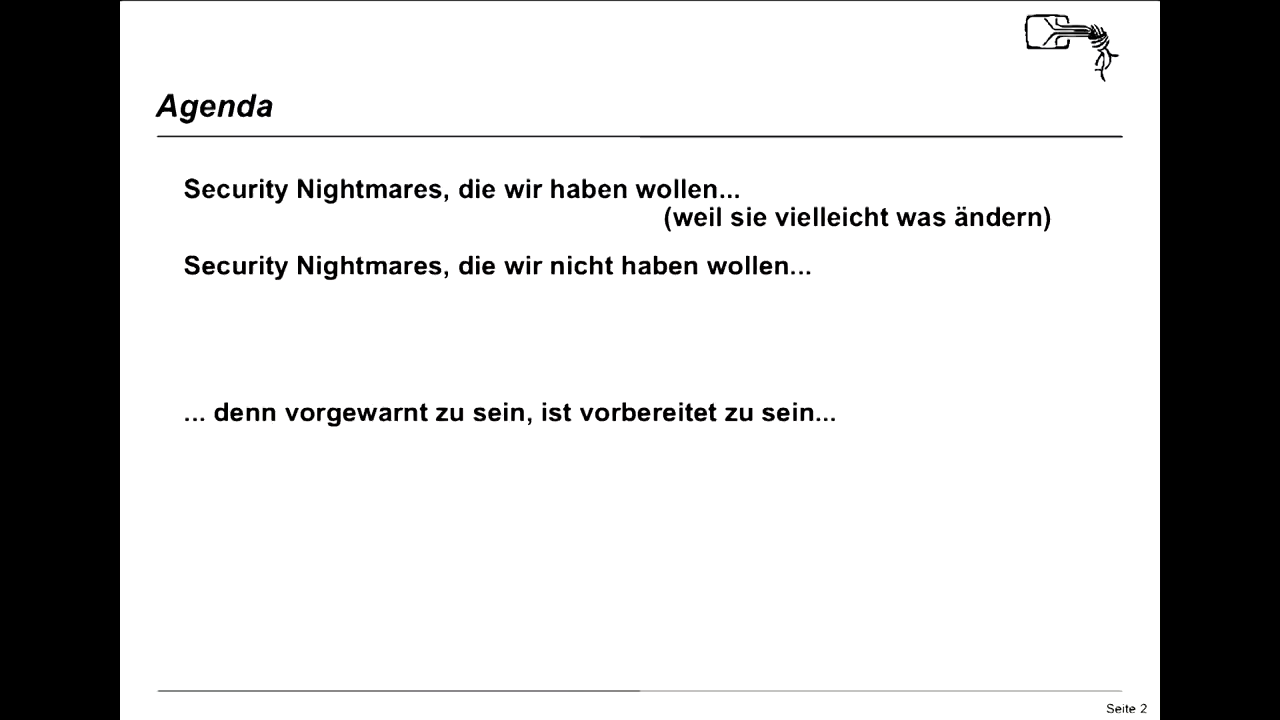 Agenda
Security Nightmares, die wir haben wollen...
(weil sie vielleicht was ändern)
Security Nightmares, die wir nicht haben wollen...
... denn vorgewarnt zu sein, ist vorbereitet zu sein...
Seite 2